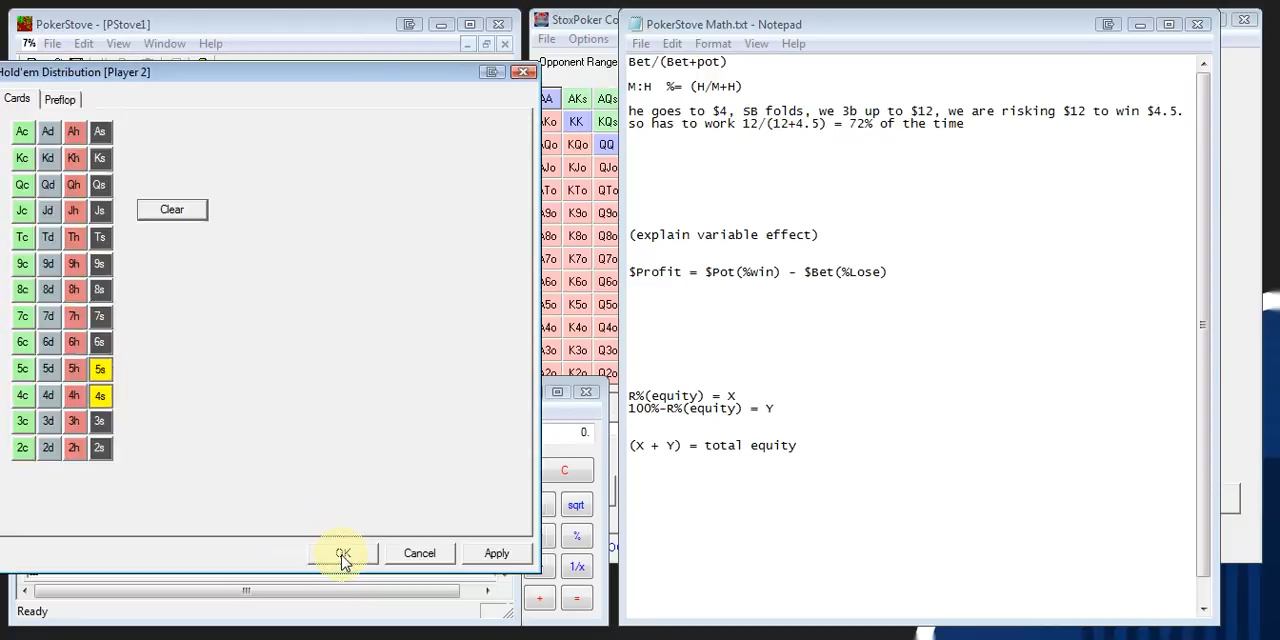 PokerStove - [PStove1]
7% File Edit View Window Help
Hold'em Distribution [Player 2]
Cards Preflop
Ac Ad Ah As
Kc Kd Kh Ks
Qc Qd Qh Qs
Jc Jd Jh Js
Tc Td Th Ts
9c 9d 9h 9s
8c 8d 8h 8s
7c 7d 7h 7s
6c 6d 6h 6s
5c 5d 5h 5s
4c 4d 4h 4s
3c 3d 3h 3s
2c 2d 2h 2s
Clear
OK Cancel Apply
Ready
StoxPoker Co
File Options
Opponent Range
AA AKs AQs
AKo KK KQs
AQo KQo QQ
AJo KJo QJo
ATo KTo QTo
A9o K9o Q9o
A8o K8o Q8o
A7o K7o Q7o
A6o K6o Q6o
A5o K5o Q5o
A4o K4o Q4o
A3o K3o Q3o
K2o Q2o
0.
C
sqrt
%
1/x
+ =
PokerStove Math.txt - Notepad
File Edit Format View Help
Bet/(Bet+pot)
M:H %= (H/M+H)
he goes to $4, SB folds, we 3b up to $12, we are risking $12 to win $4.5.
so has to work 12/(12+4.5) = 72% of the time
(explain variable effect)
$Profit = $Pot(%win) - $Bet(%Lose)
R%(equity) = X
100%-R%(equity) = Y
(X + Y) = total equity